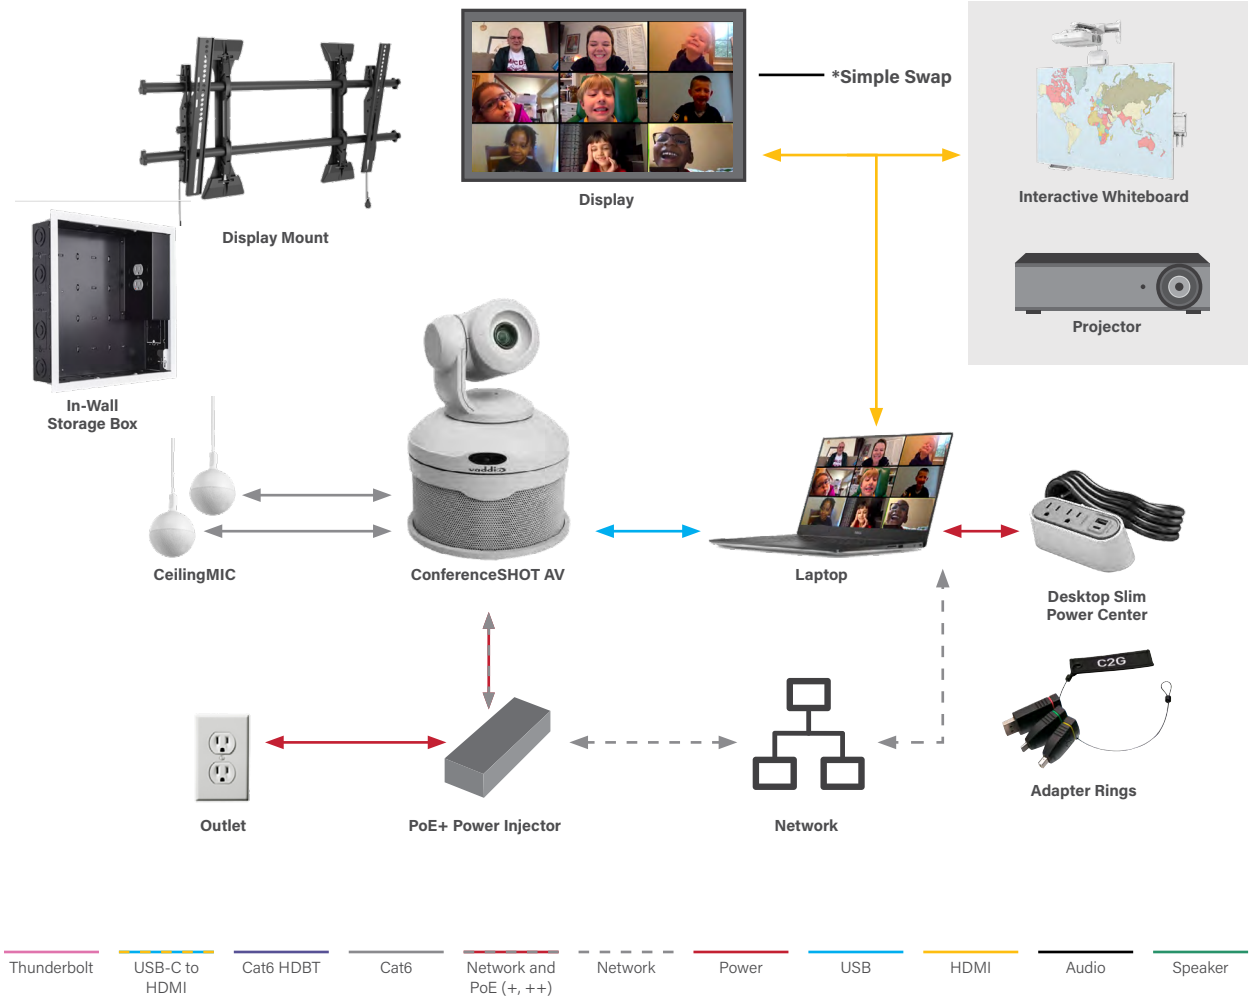 *Simple Swap
Display
Interactive Whiteboard
Display Mount
Projector
In-Wall
Storage Box
vaddio
CeilingMIC
ConferenceSHOT AV
Laptop
Desktop Slim
Power Center
C2G
Adapter Rings
Outlet
PoE+ Power Injector
Network
Thunderbolt
USB-C to
HDMI
Cat6 HDBT
Cat6
Network and
PoE (+, ++)
Network
Power
USB
HDMI
Audio
Speaker